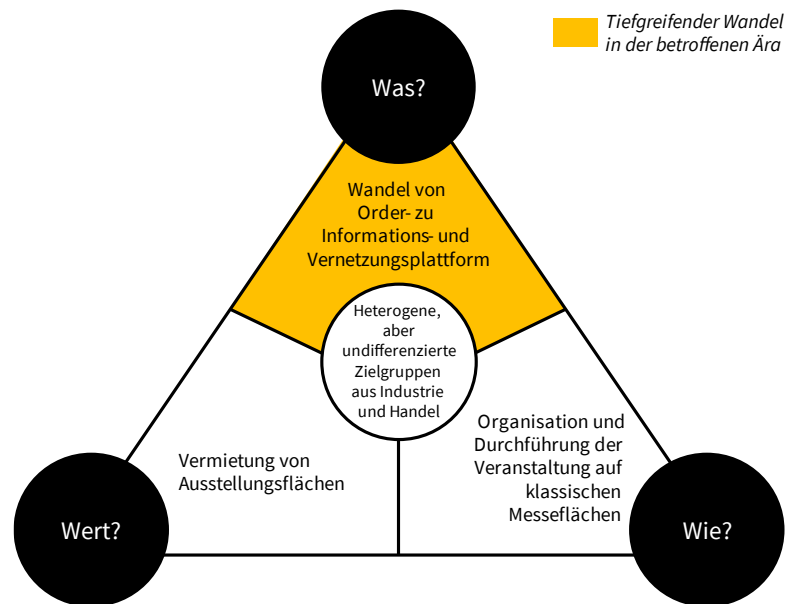 Tiefgreifender Wandel
in der betroffenen Ära
Was?
Wandel von
Order- zu
Informations- und
Vernetzungsplattform
Heterogene,
aber
undifferenzierte
Zielgruppen
aus Industrie
und Handel
Vermietung von
Ausstellungsflächen
Organisation und
Durchführung der
Veranstaltung auf
klassischen
Messeflächen
Wert?
Wie?